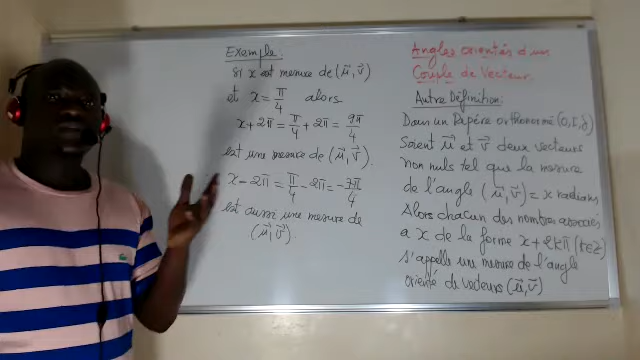 Exemple:
Si x est mesure de (u⃗, v⃗)
et x = π/4 alors
x + 2π = π/4 + 2π = 9π/4
est une mesure de (u⃗, v⃗)
x - 2π = π/4 - 2π = -7π/4
est aussi une mesure de
(u⃗, v⃗)
Angles orientés d'un
Couple de Vecteur.
Autre Définition:
Dans un Repère orthonormé (O, I, J)
Soient u⃗ et v⃗ deux vecteurs
non nuls tel que la mesure
de l'angle (u⃗, v⃗) = x radians
Alors chacun des nombre associés
a x de la forme x + 2kπ (k∈Z)
s'appelle une mesure de l'angle
orienté de vecteurs (u⃗, v⃗)